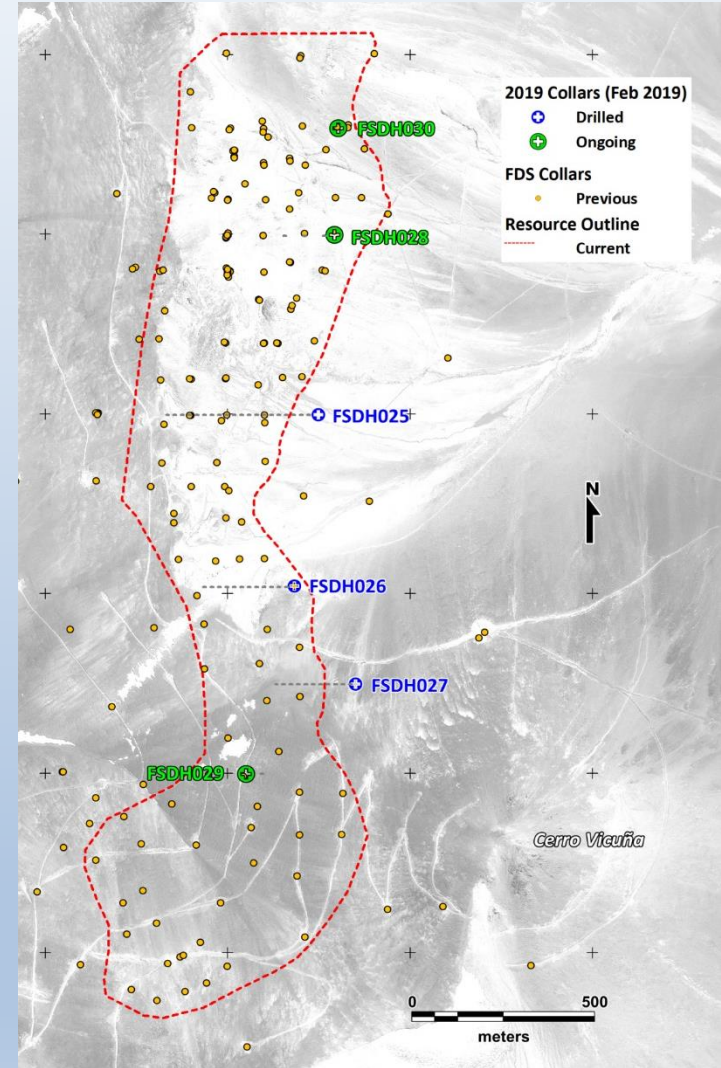 2019 Collars (Feb 2019)
Drilled
Ongoing
FDS Collars
Previous
Resource Outline
Current
FSDH030
FSDH028
FSDH025
N
FSDH026
FSDH027
FSDH029
Cerro Vicuña
0 500
meters